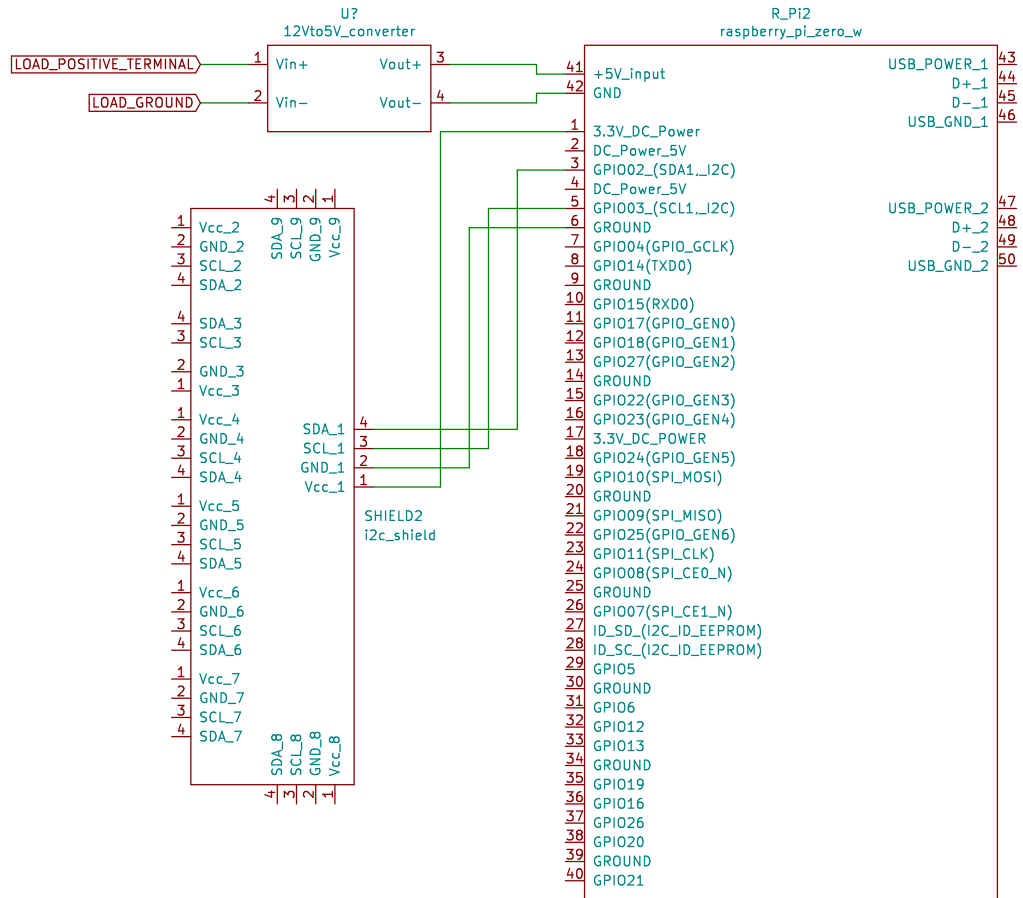 U?
12Vto5V_converter
LOAD_POSITIVE_TERMINAL
LOAD_GROUND
1 Vin+
2 Vin-
Vout+ 3
Vout- 4
R_Pi2
raspberry_pi_zero_w
41 +5V_input
42 GND
1 3.3V_DC_Power
2 DC_Power_5V
3 GPIO02_(SDA1,_I2C)
4 DC_Power_5V
5 GPIO03_(SCL1,_I2C)
6 GROUND
7 GPIO04(GPIO_GCLK)
8 GPIO14(TXD0)
9 GROUND
10 GPIO15(RXD0)
11 GPIO17(GPIO_GEN0)
12 GPIO18(GPIO_GEN1)
13 GPIO27(GPIO_GEN2)
14 GROUND
15 GPIO22(GPIO_GEN3)
16 GPIO23(GPIO_GEN4)
17 3.3V_DC_POWER
18 GPIO24(GPIO_GEN5)
19 GPIO10(SPI_MOSI)
20 GROUND
21 GPIO09(SPI_MISO)
22 GPIO25(GPIO_GEN6)
23 GPIO11(SPI_CLK)
24 GPIO08(SPI_CE0_N)
25 GROUND
26 GPIO07(SPI_CE1_N)
27 ID_SD_(I2C_ID_EEPROM)
28 ID_SC_(I2C_ID_EEPROM)
29 GPIO5
30 GROUND
31 GPIO6
32 GPIO12
33 GPIO13
34 GROUND
35 GPIO19
36 GPIO16
37 GPIO26
38 GPIO20
39 GROUND
40 GPIO21
USB_POWER_1 43
D+_1 44
D-_1 45
USB_GND_1 46
USB_POWER_2 47
D+_2 48
D-_2 49
USB_GND_2 50
4 SDA_9
3 SCL_9
2 GND_9
1 Vcc_9
1 Vcc_2
2 GND_2
3 SCL_2
4 SDA_2
4 SDA_3
3 SCL_3
2 GND_3
1 Vcc_3
1 Vcc_4
2 GND_4
3 SCL_4
4 SDA_4
1 Vcc_5
2 GND_5
3 SCL_5
4 SDA_5
1 Vcc_6
2 GND_6
3 SCL_6
4 SDA_6
1 Vcc_7
2 GND_7
3 SCL_7
4 SDA_7
SDA_1 4
SCL_1 3
GND_1 2
Vcc_1 1
SHIELD2
i2c_shield
4 SDA_8
3 SCL_8
2 GND_8
1 Vcc_8